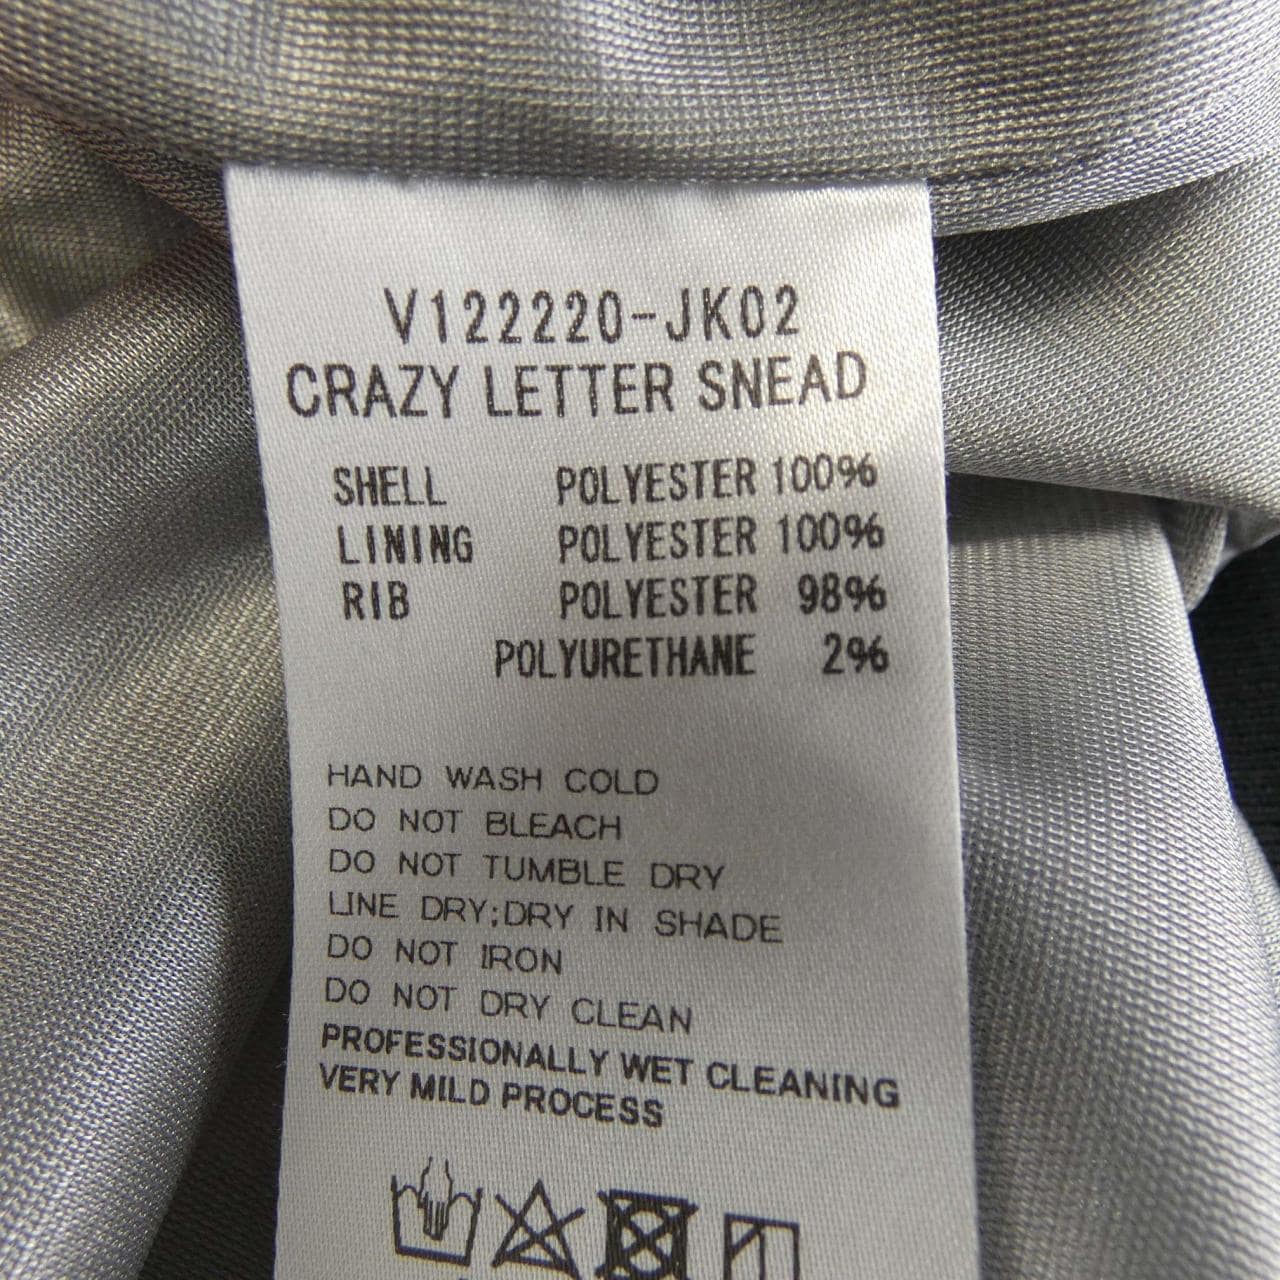 V122220-JK02
CRAZY LETTER SNEAD
SHELL POLYESTER 100%
LINING POLYESTER 100%
RIB POLYESTER 98%
POLYURETHANE 2%
HAND WASH COLD
DO NOT BLEACH
DO NOT TUMBLE DRY
LINE DRY;DRY IN SHADE
DO NOT IRON
DO NOT DRY CLEAN
PROFESSIONALLY WET CLEANING
VERY MILD PROCESS